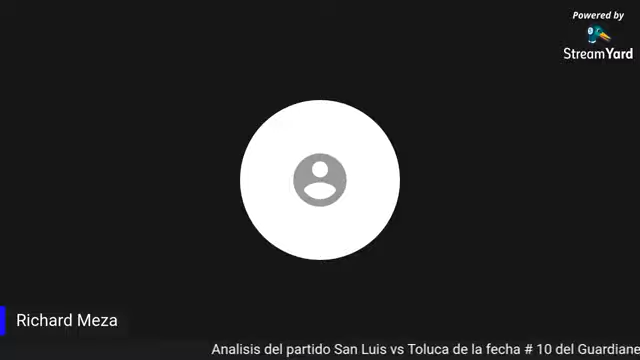 Powered by
StreamYard
Richard Meza
Analisis del partido San Luis vs Toluca de la fecha # 10 del Guardiane